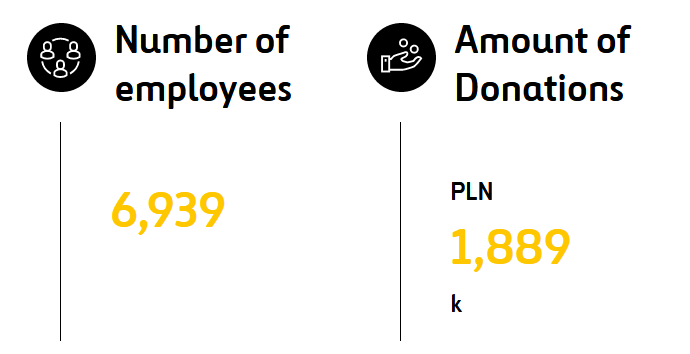 Number of
employees
6,939
Amount of
Donations
PLN
1,889
k